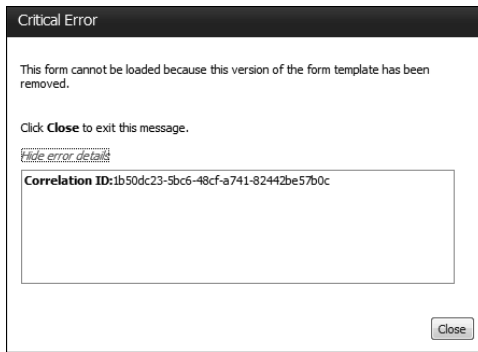 Critical Error
This form cannot be loaded because this version of the form template has been
removed.
Click Close to exit this message.
Hide error details
Correlation ID:1b50dc23-5bc6-48cf-a741-82442be57b0c
Close